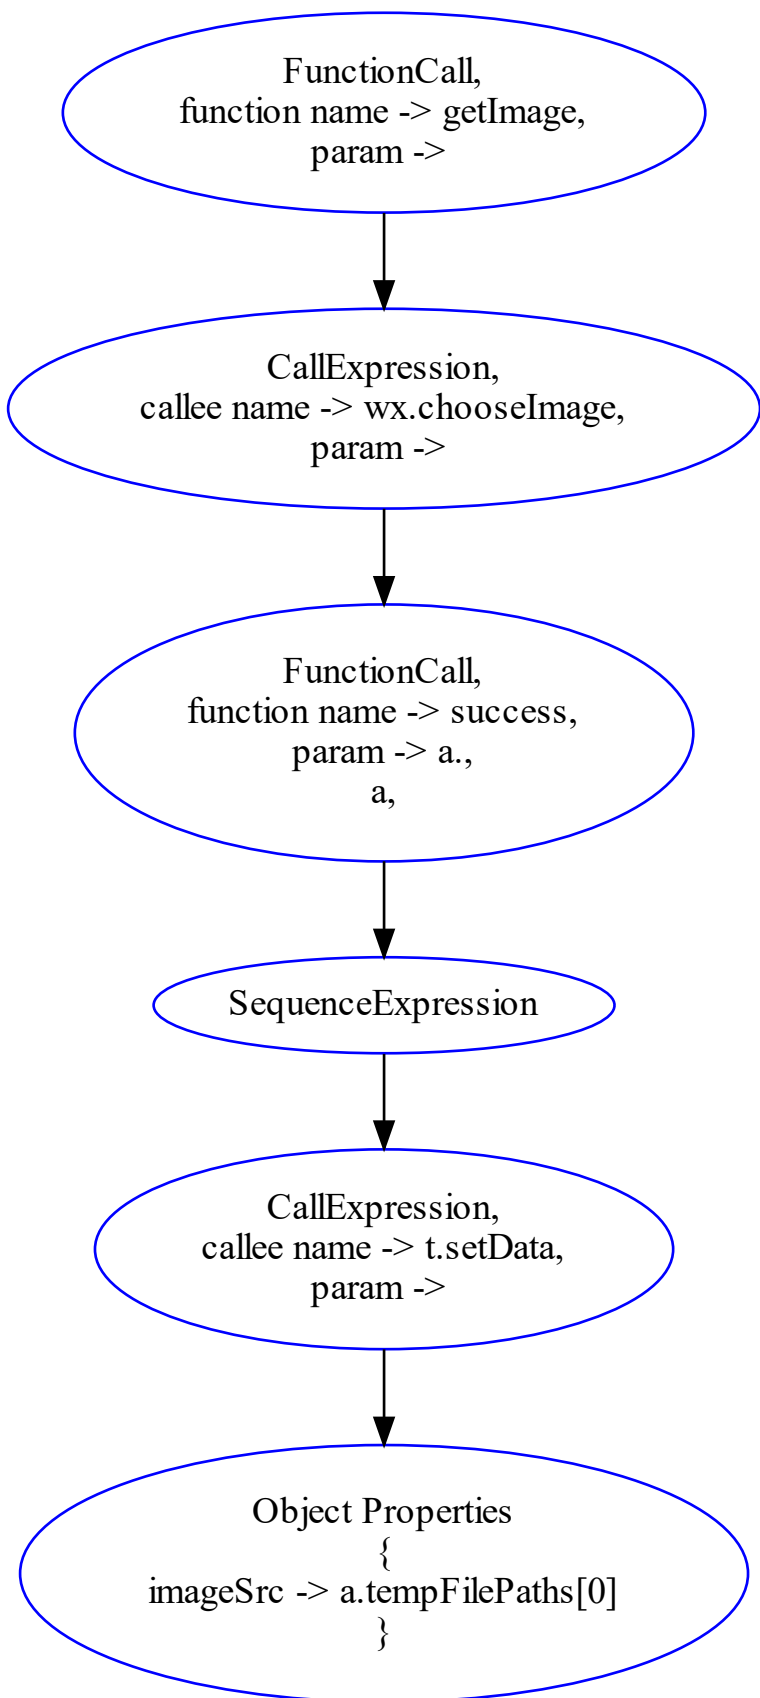 FunctionCall,
function name -> getImage,
param ->
CallExpression,
callee name -> wx.chooseImage,
param ->
FunctionCall,
function name -> success,
param -> a.,
a,
SequenceExpression
CallExpression,
callee name -> t.setData,
param ->
Object Properties
{
imageSrc -> a.tempFilePaths[0]
}